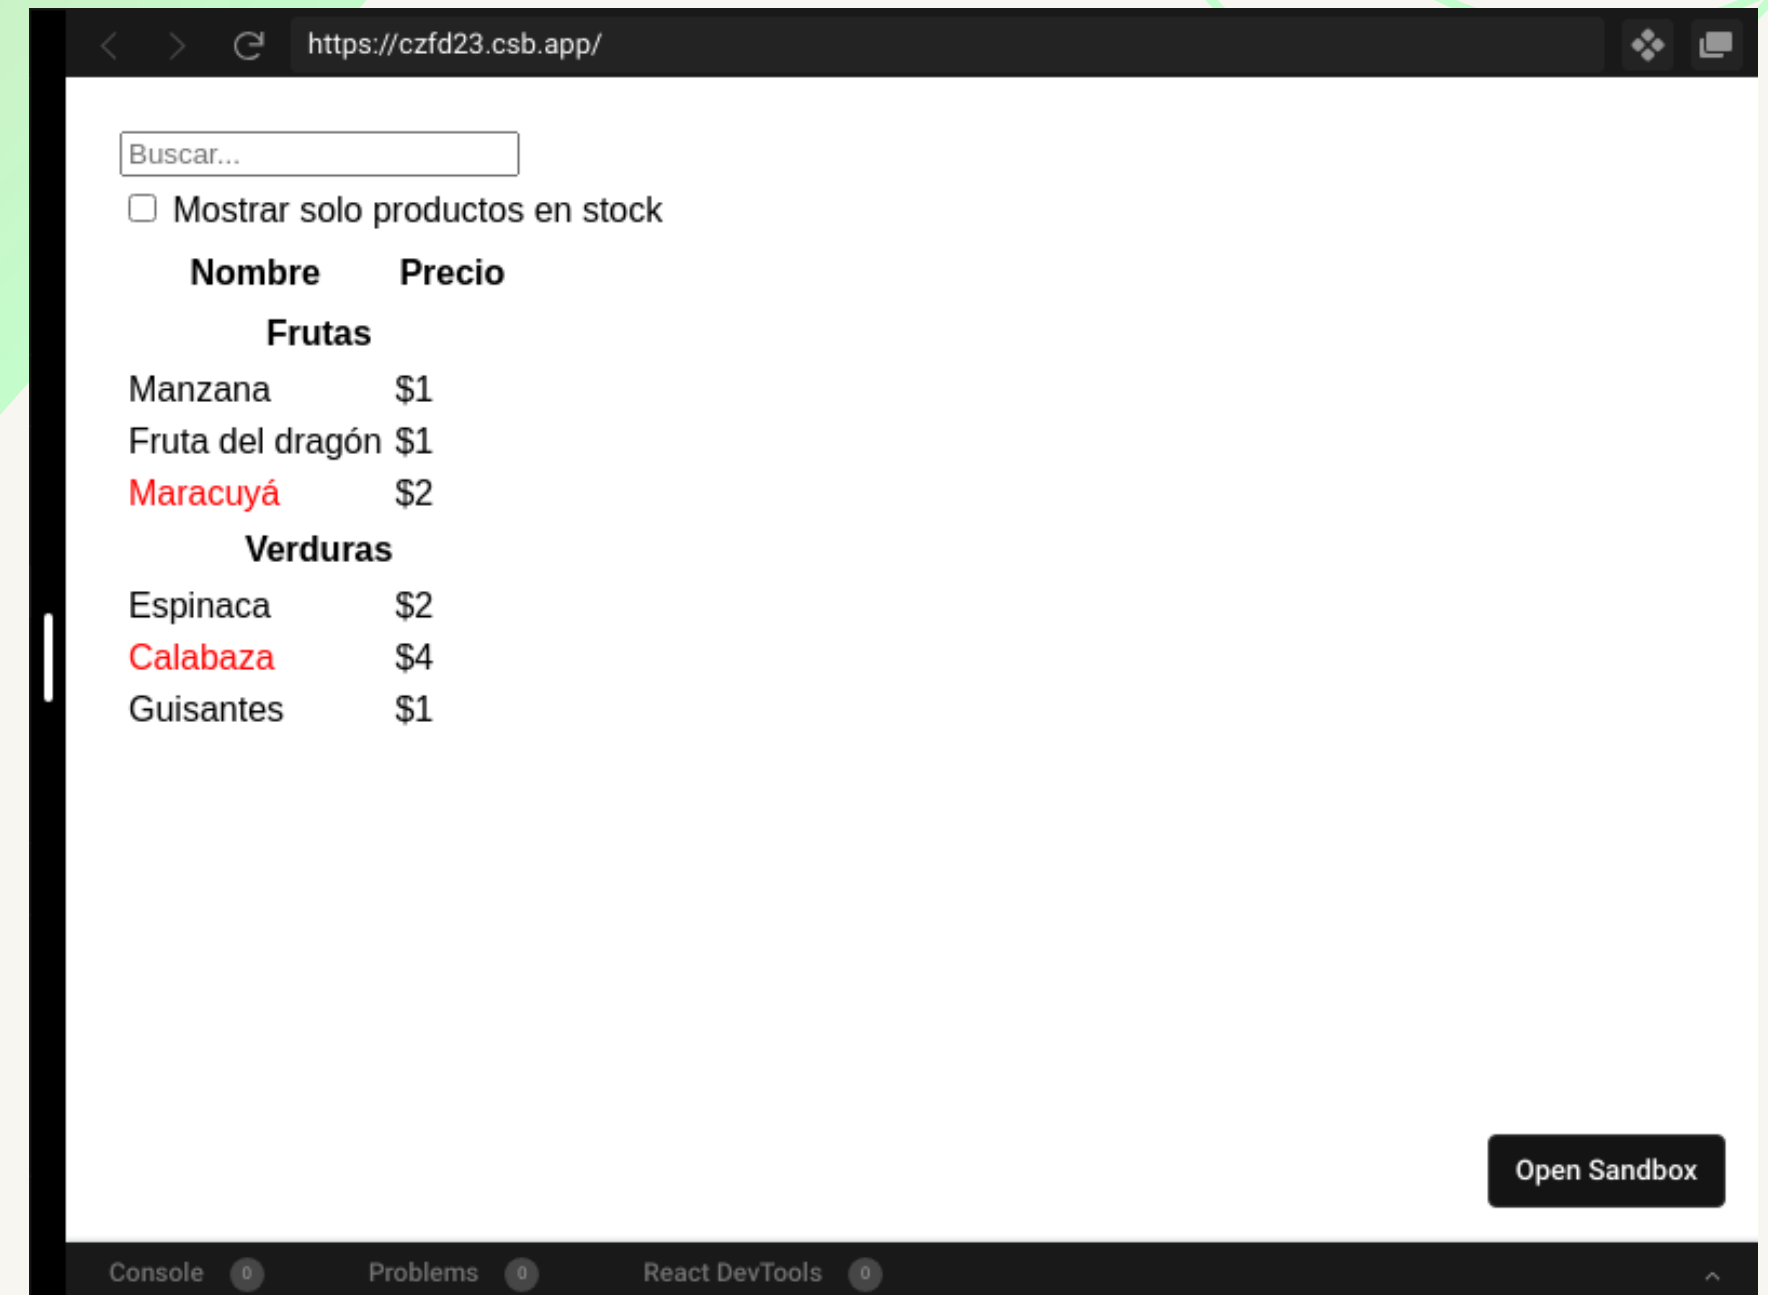 https://czfd23.csb.app/
Buscar...
Mostrar solo productos en stock
Nombre Precio
Frutas
Manzana $1
Fruta del dragón $1
Maracuyá $2
Verduras
Espinaca $2
Calabaza $4
Guisantes $1
Open Sandbox
Console 0 Problems 0 React DevTools 0